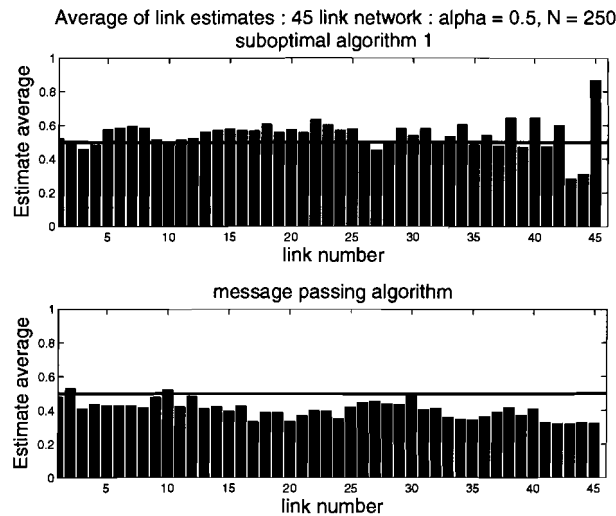 Average of link estimates : 45 link network : alpha = 0.5, N = 250
suboptimal algorithm 1
1
0.8
0.6
0.4
0.2
0
Estimate average
5 10 15 20 25 30 35 40 45
link number
message passing algorithm
1
0.8
0.6
0.4
0.2
0
Estimate average
5 10 15 20 25 30 35 40 45
link number